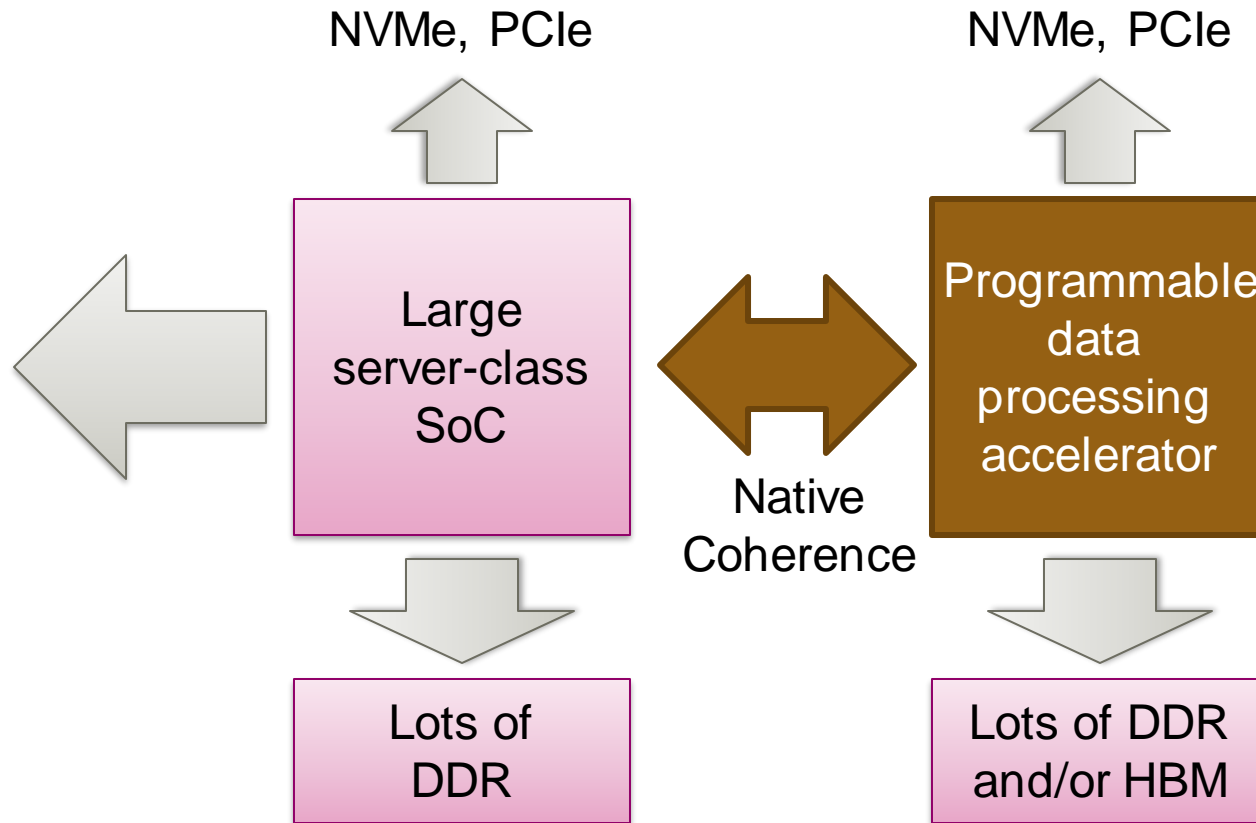 NVMe, PCIe
NVMe, PCIe
Large
server-class
SoC
Programmable
data
processing
accelerator
Native
Coherence
Lots of
DDR
Lots of DDR
and/or HBM